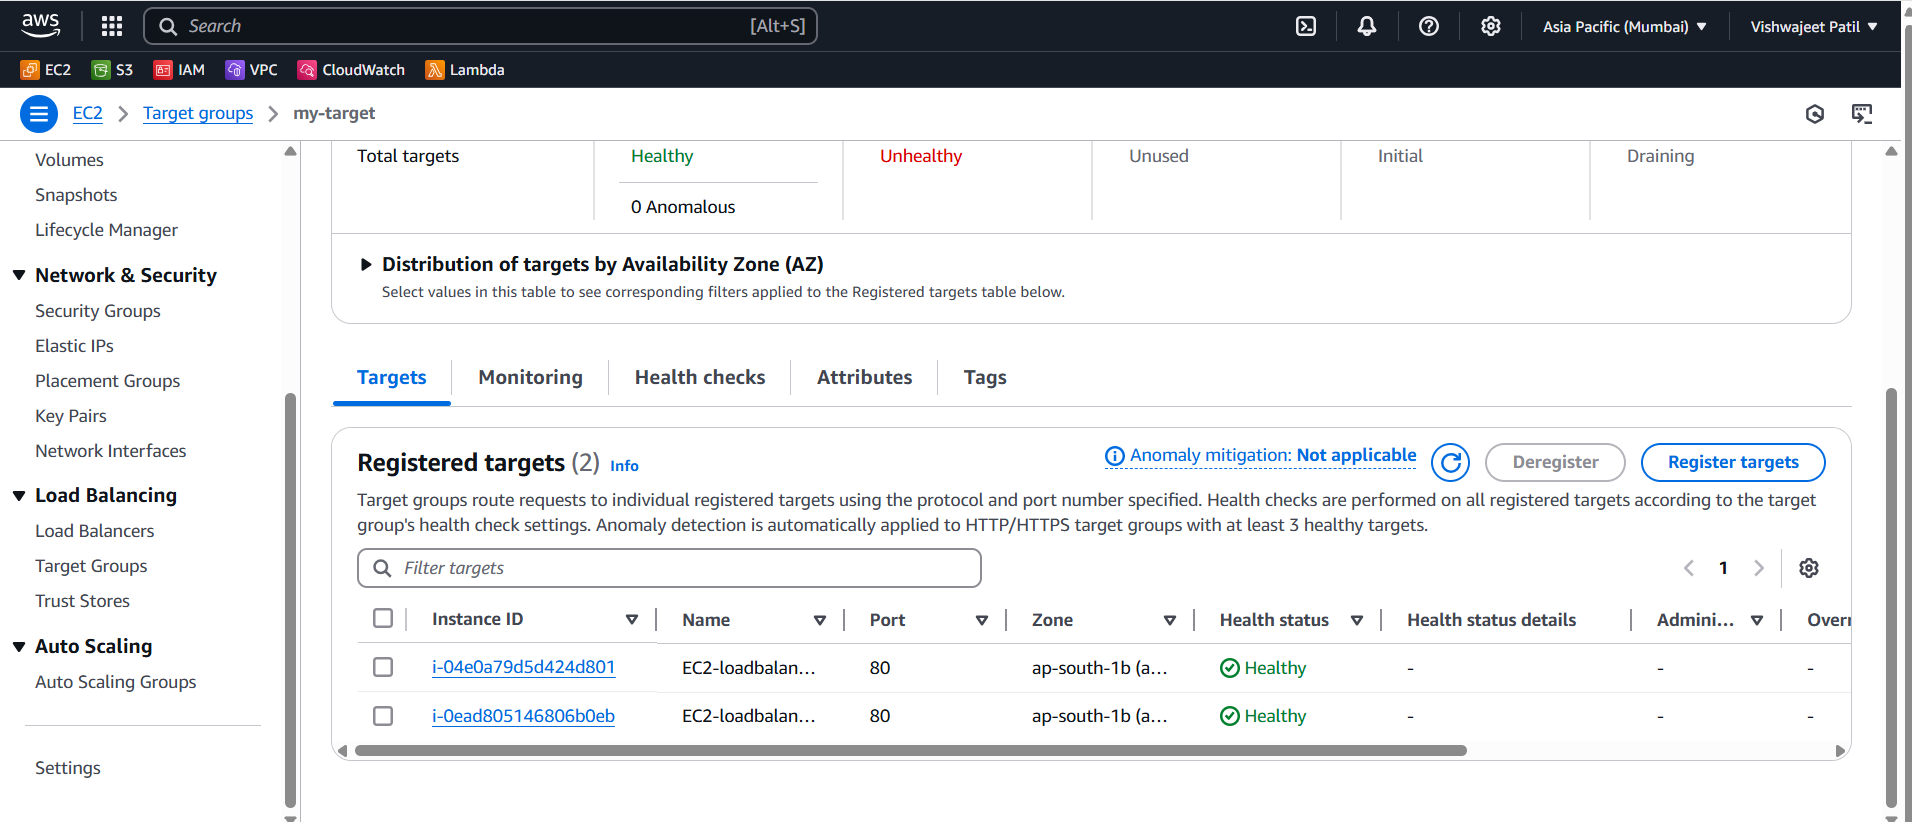 aws
Search [Alt+S]
Asia Pacific (Mumbai)
Vishwajeet Patil
EC2 S3 IAM VPC CloudWatch Lambda
EC2 > Target groups > my-target
Volumes
Snapshots
Lifecycle Manager
Network & Security
Security Groups
Elastic IPs
Placement Groups
Key Pairs
Network Interfaces
Load Balancing
Load Balancers
Target Groups
Trust Stores
Auto Scaling
Auto Scaling Groups
Settings
Total targets Healthy Unhealthy Unused Initial Draining
0 Anomalous
Distribution of targets by Availability Zone (AZ)
Select values in this table to see corresponding filters applied to the Registered targets table below.
Targets Monitoring Health checks Attributes Tags
Registered targets (2) Info
Anomaly mitigation: Not applicable
Deregister
Register targets
Target groups route requests to individual registered targets using the protocol and port number specified. Health checks are performed on all registered targets according to the target
group's health check settings. Anomaly detection is automatically applied to HTTP/HTTPS target groups with at least 3 healthy targets.
Filter targets
1
Instance ID Name Port Zone Health status Health status details Admini... Overr
i-04e0a79d5d424d801 EC2-loadbalan... 80 ap-south-1b (a... Healthy - - -
i-0ead805146806b0eb EC2-loadbalan... 80 ap-south-1b (a... Healthy - - -